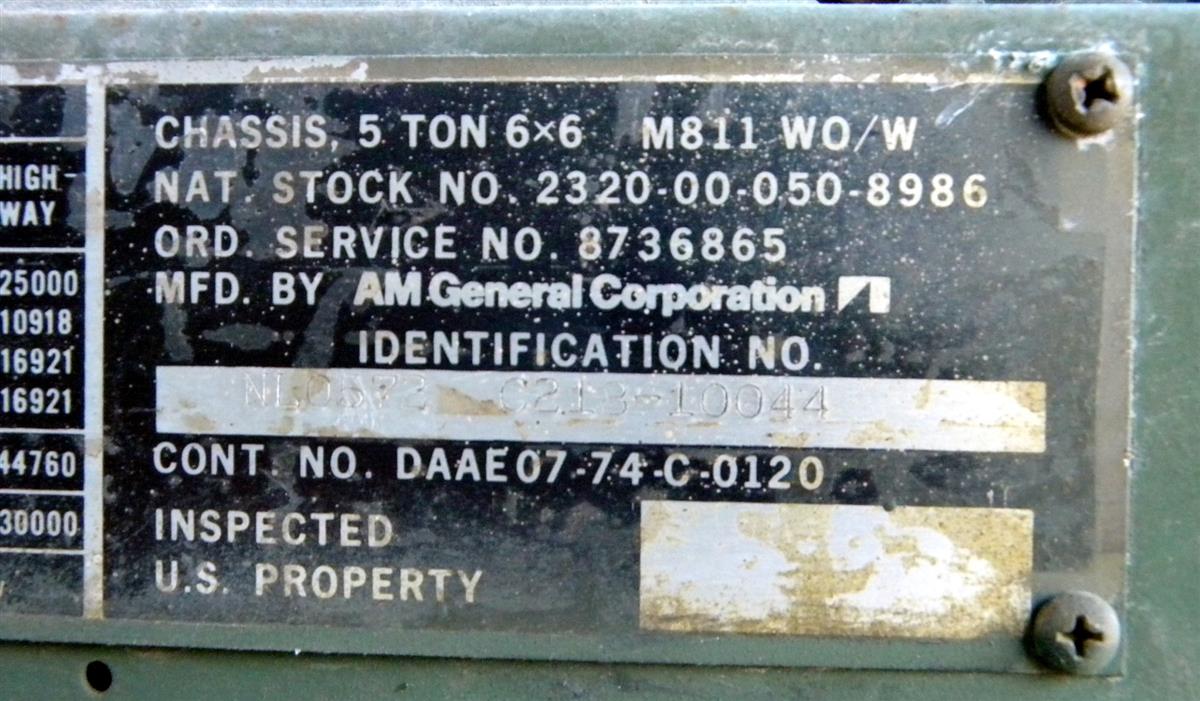 HIGH
WAY
25000
10918
16921
16921
44760
30000
CHASSIS, 5 TON 6×6 M811 WO/W
NAT. STOCK NO. 2320-00-050-8986
ORD. SERVICE NO. 8736865
MFD. BY AM General Corporation
IDENTIFICATION NO.
NL0572 C213-10044
CONT. NO. DAAE07-74-C-0120
INSPECTED
U.S. PROPERTY